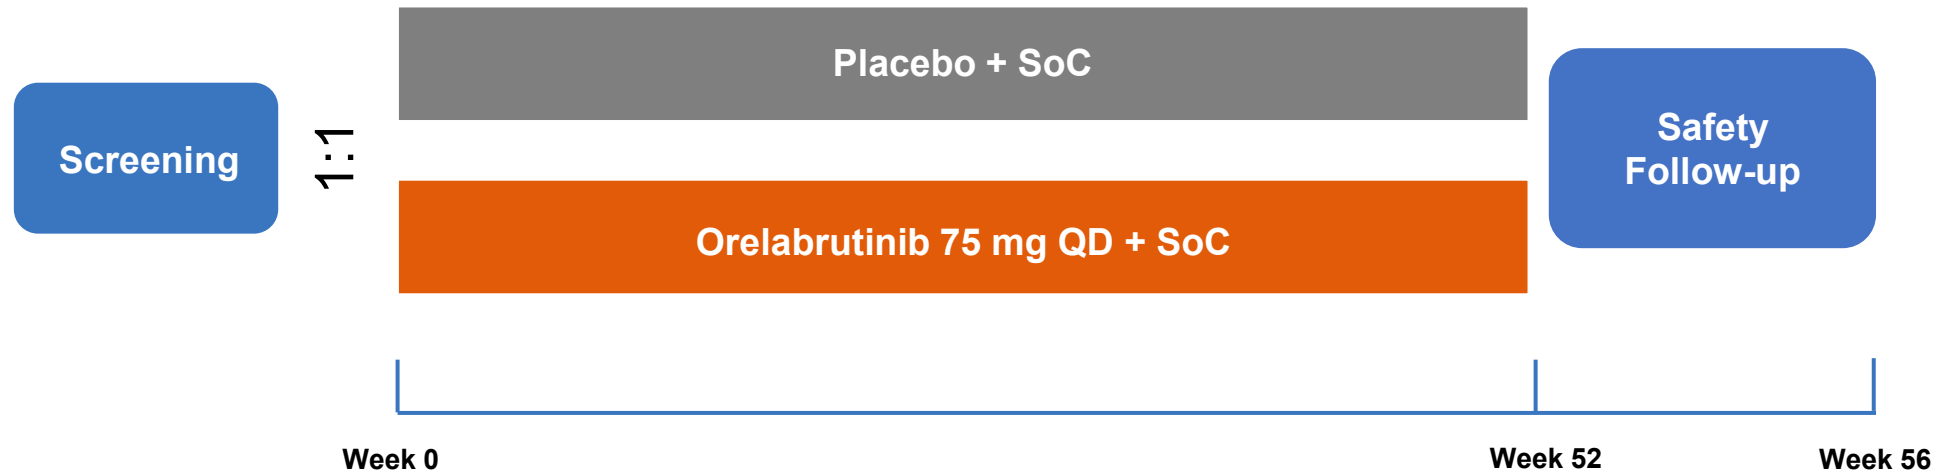 Placebo + SoC
Screening
1:1
Orelabrutinib 75 mg QD + SoC
Safety
Follow-up
Week 0
Week 52
Week 56